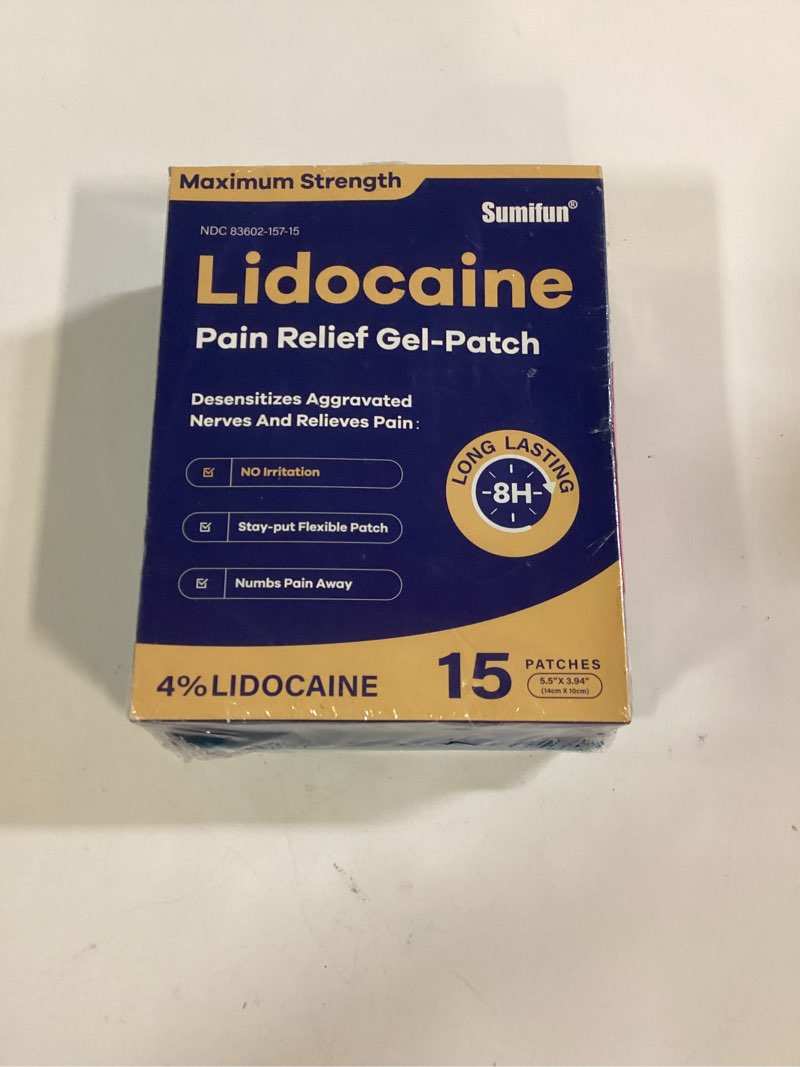 Maximum Strength
Sumifun®
NDC 83602-157-15
Lidocaine
Pain Relief Gel-Patch
Desensitizes Aggravated
Nerves And Relieves Pain:
NO Irritation
Stay-put Flexible Patch
Numbs Pain Away
LONG LASTING
-8H-
4% LIDOCAINE
15 PATCHES
5.5"X 3.94"
(14cm X 10cm)